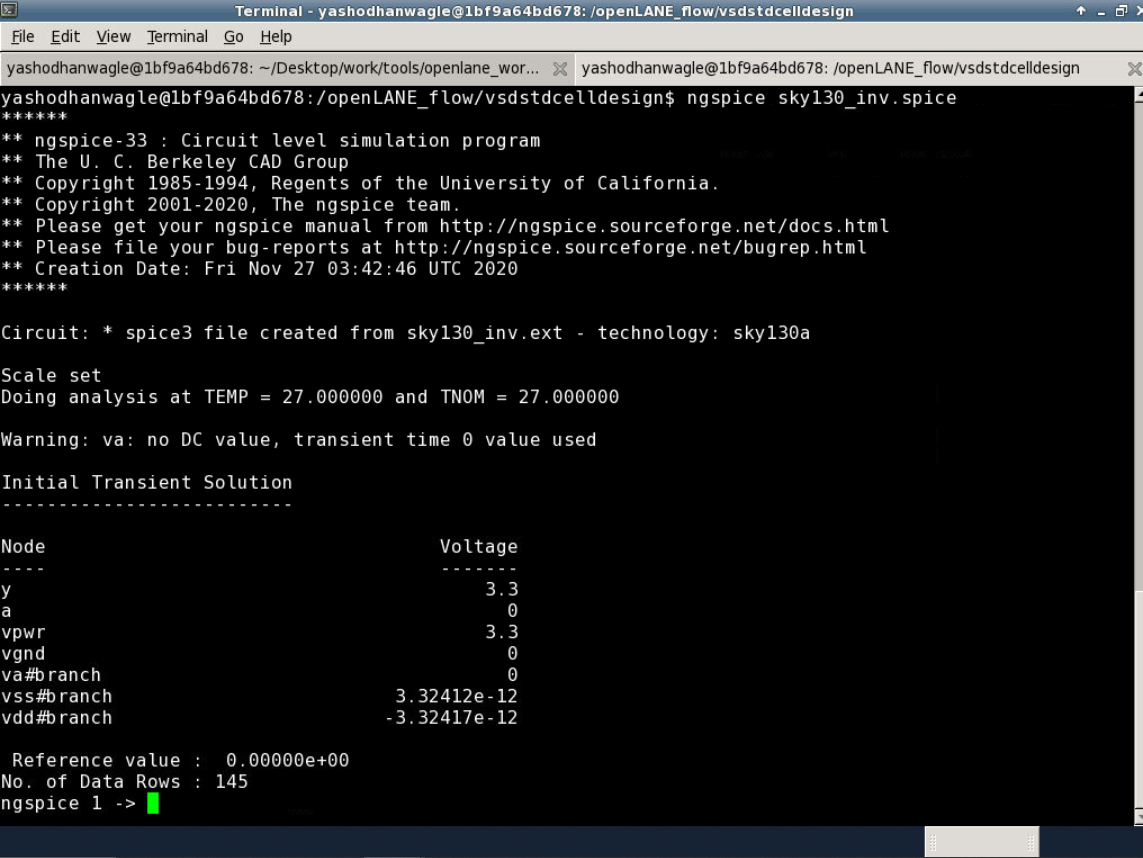 Terminal - yashodhanwagle@1bf9a64bd678: /openLANE_flow/vsdstdcelldesign
File Edit View Terminal Go Help
yashodhanwagle@1bf9a64bd678: ~/Desktop/work/tools/openlane_wor... yashodhanwagle@1bf9a64bd678: /openLANE_flow/vsdstdcelldesign
yashodhanwagle@1bf9a64bd678:/openLANE_flow/vsdstdcelldesign$ ngspice sky130_inv.spice
******
** ngspice-33 : Circuit level simulation program
** The U. C. Berkeley CAD Group
** Copyright 1985-1994, Regents of the University of California.
** Copyright 2001-2020, The ngspice team.
** Please get your ngspice manual from http://ngspice.sourceforge.net/docs.html
** Please file your bug-reports at http://ngspice.sourceforge.net/bugrep.html
** Creation Date: Fri Nov 27 03:42:46 UTC 2020
******
Circuit: * spice3 file created from sky130_inv.ext - technology: sky130a
Scale set
Doing analysis at TEMP = 27.000000 and TNOM = 27.000000
Warning: va: no DC value, transient time 0 value used
Initial Transient Solution
--------------------------
Node Voltage
---- -------
y 3.3
a 0
vpwr 3.3
vgnd 0
va#branch 0
vss#branch 3.32412e-12
vdd#branch -3.32417e-12
Reference value : 0.00000e+00
No. of Data Rows : 145
ngspice 1 ->